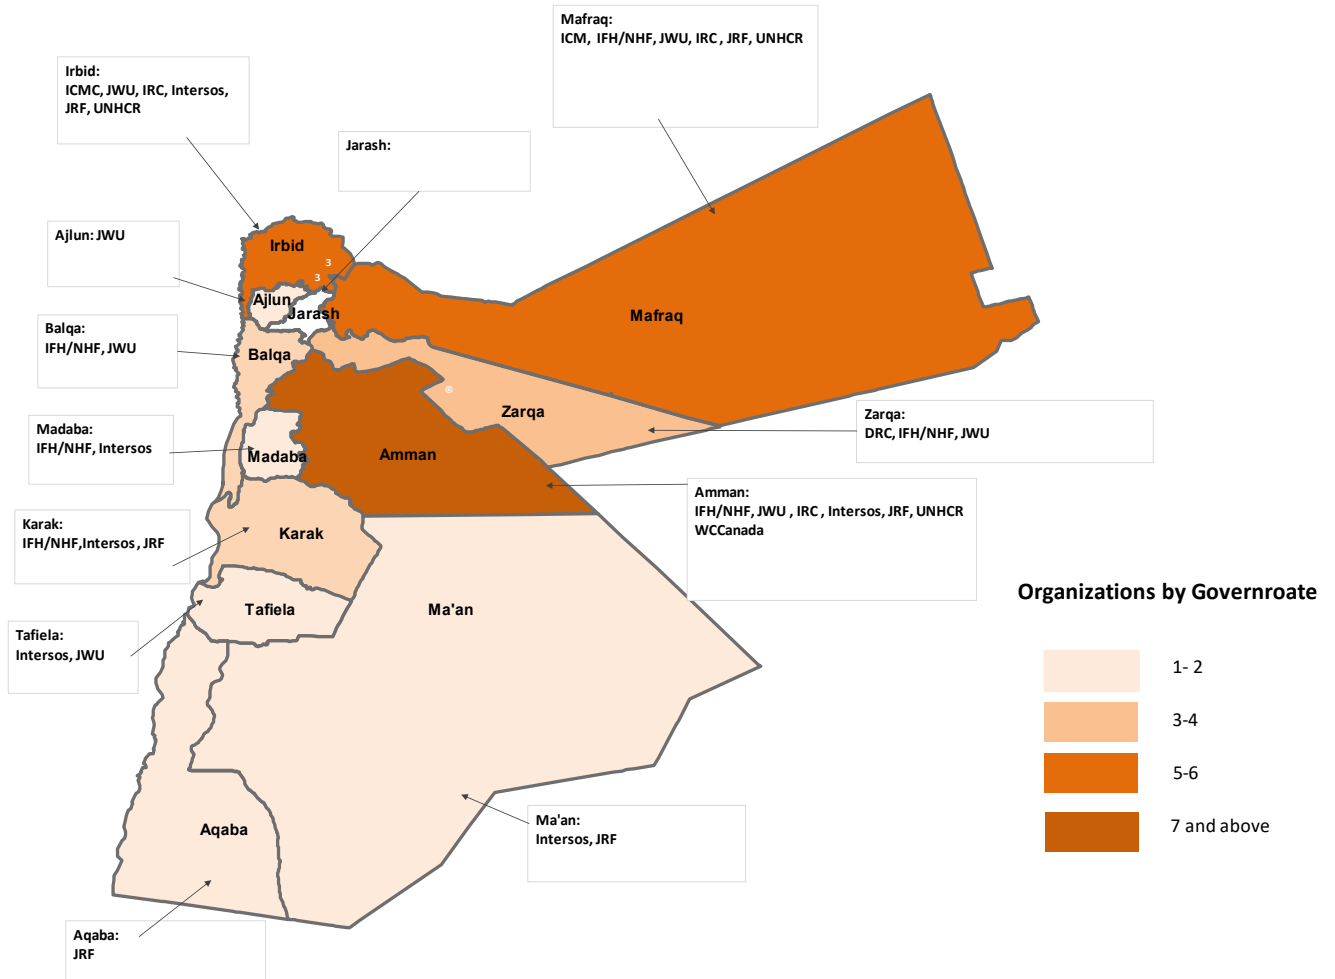 Mafraq:
ICM, IFH/NHF, JWU, IRC , JRF, UNHCR
Irbid:
ICMC, JWU, IRC, Intersos,
JRF, UNHCR
Jarash:
Ajlun: JWU
Irbid
3
3
Ajlun
Jarash
Mafraq
Balqa:
IFH/NHF, JWU
Balqa
Zarqa
Zarqa:
DRC, IFH/NHF, JWU
Madaba:
IFH/NHF, Intersos
Madaba
Amman
Amman:
IFH/NHF, JWU , IRC , Intersos, JRF, UNHCR
WCCanada
Karak:
IFH/NHF,Intersos , JRF
Karak
Tafiela
Ma'an
Tafiela:
Intersos, JWU
Organizations by Governroate
1- 2
3-4
5-6
7 and above
Aqaba
Ma'an:
Intersos, JRF
Aqaba:
JRF